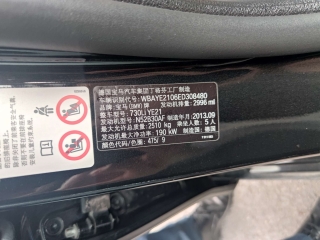 德国宝马汽车集团丁格芬工厂制造
车辆识别代号: WBAYE2106ED308480
品牌: 宝马(BMW)牌 发动机排量: 2996 ml
整车型号: 730Li YE21
发动机型号: N52B30AF 制造年月: 2013.09
最大允许总质量: 2510 kg 乘坐人数: 5 人
发动机最大净功率: 190 kW 制造国: 德国
颜色代码/色素: 475/ 9